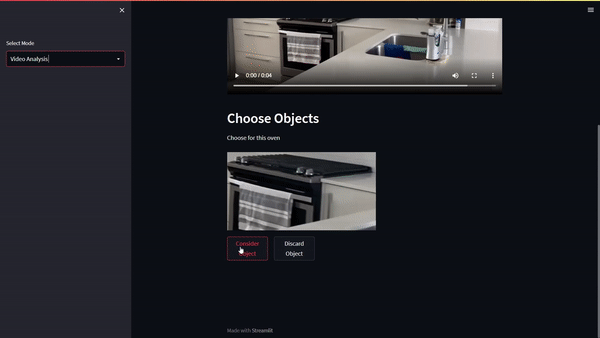 Select Mode
Video Analysis
0:00 / 0:04
Choose Objects
Choose for this oven
Consider
Object
Discard
Object
Made with Streamlit